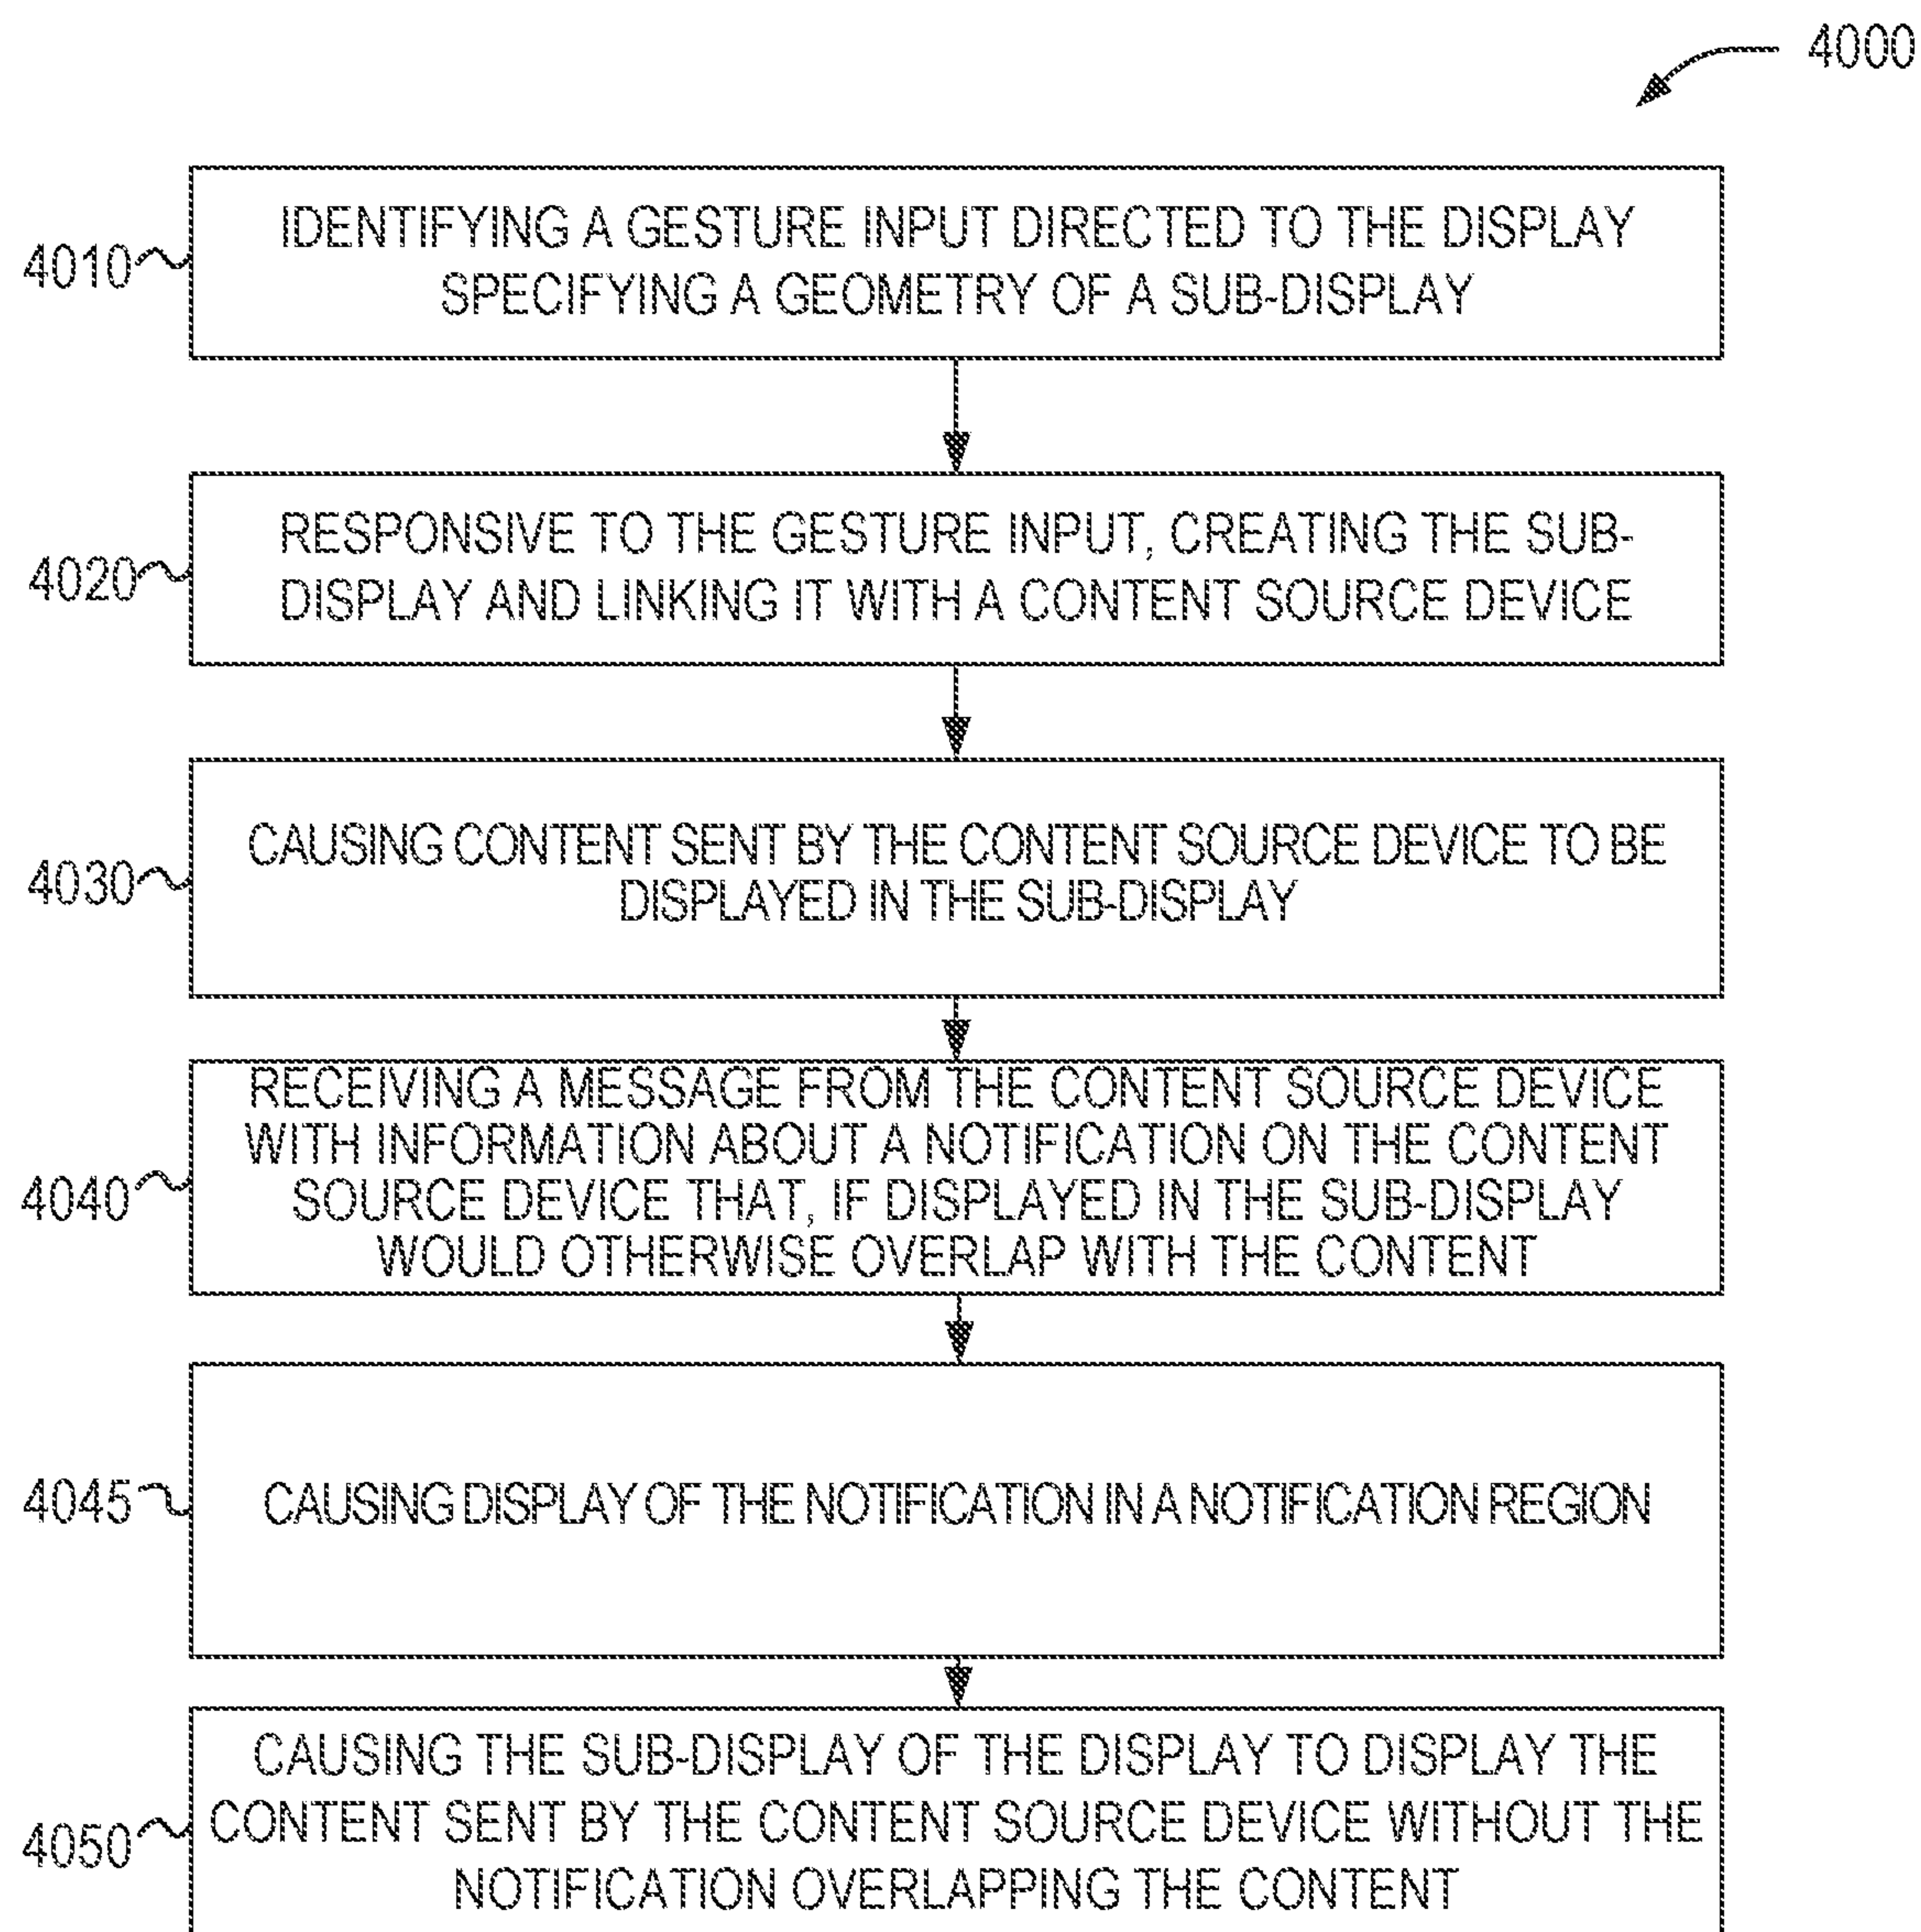 4000
IDENTIFYING A GESTURE INPUT DIRECTED TO THE DISPLAY
SPECIFYING A GEOMETRY OF A SUB-DISPLAY
4010
RESPONSIVE TO THE GESTURE INPUT, CREATING THE SUB-
DISPLAY AND LINKING IT WITH A CONTENT SOURCE DEVICE
4020
CAUSING CONTENT SENT BY THE CONTENT SOURCE DEVICE TO BE
DISPLAYED IN THE SUB-DISPLAY
4030
RECEIVING A MESSAGE FROM THE CONTENT SOURCE DEVICE
WITH INFORMATION ABOUT A NOTIFICATION ON THE CONTENT
SOURCE DEVICE THAT, IF DISPLAYED IN THE SUB-DISPLAY
WOULD OTHERWISE OVERLAP WITH THE CONTENT
4040
CAUSING DISPLAY OF THE NOTIFICATION IN A NOTIFICATION REGION
4045
CAUSING THE SUB-DISPLAY OF THE DISPLAY TO DISPLAY THE
CONTENT SENT BY THE CONTENT SOURCE DEVICE WITHOUT THE
NOTIFICATION OVERLAPPING THE CONTENT
4050